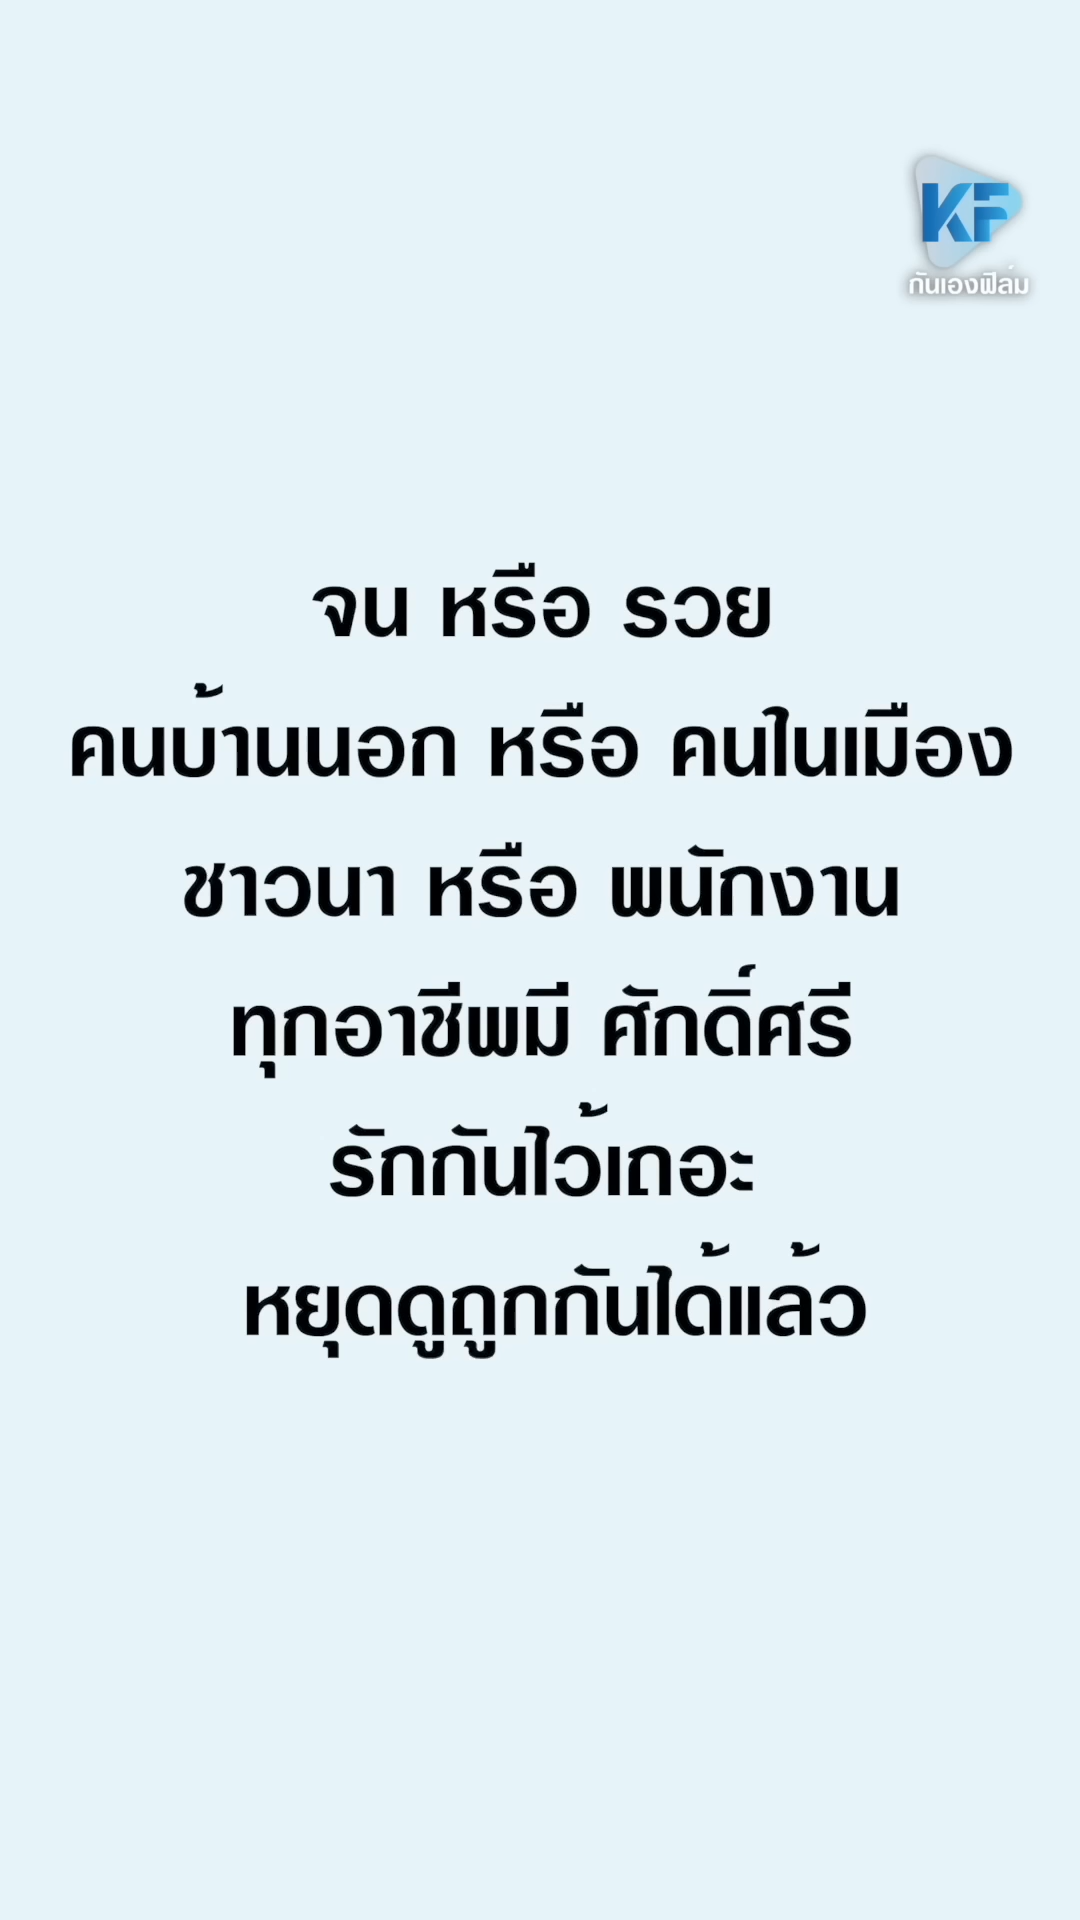 KF
กันเองฟิล์ม
จน หรือ รวย
คนบ้านนอก หรือ คนในเมือง
ชาวนา หรือ พนักงาน
ทุกอาชีพมี ศักดิ์ศรี
รักกันไว้เถอะ
หยุดดูถูกกันได้แล้ว